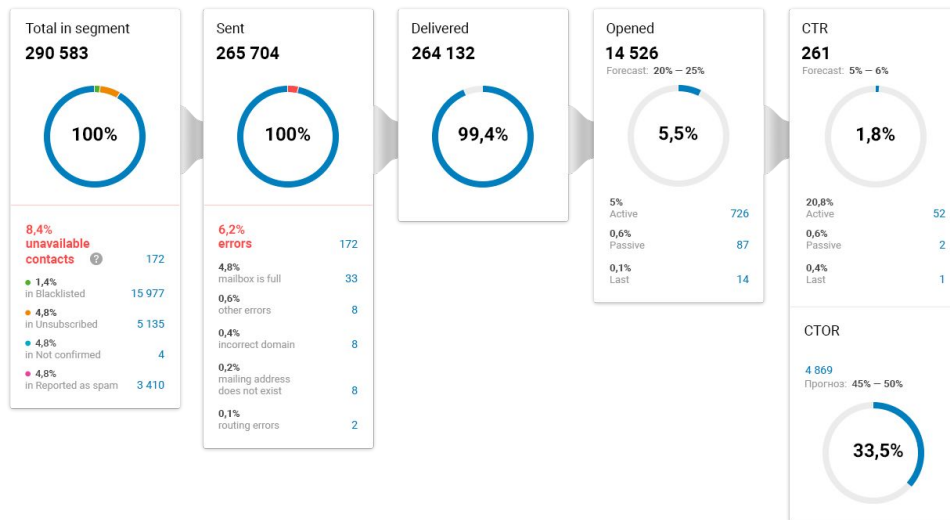 Total in segment
290 583
100%
8,4%
unavailable
contacts ? 172
1,4%
in Blacklisted 15 977
4,8%
in Unsubscribed 5 135
4,8%
in Not confirmed 4
4,8%
in Reported as spam 3 410
Sent
265 704
100%
6,2%
errors 172
4,8%
mailbox is full 33
0,6%
other errors 8
0,4%
incorrect domain 8
0,2%
mailing address
does not exist 8
0,1%
routing errors 2
Delivered
264 132
99,4%
Opened
14 526
Forecast: 20% — 25%
5,5%
5%
Active 726
0,6%
Passive 87
0,1%
Last 14
CTR
261
Forecast: 5% — 6%
1,8%
20,8%
Active 52
0,6%
Passive 2
0,4%
Last 1
CTOR
4 869
Прогноз: 45% — 50%
33,5%